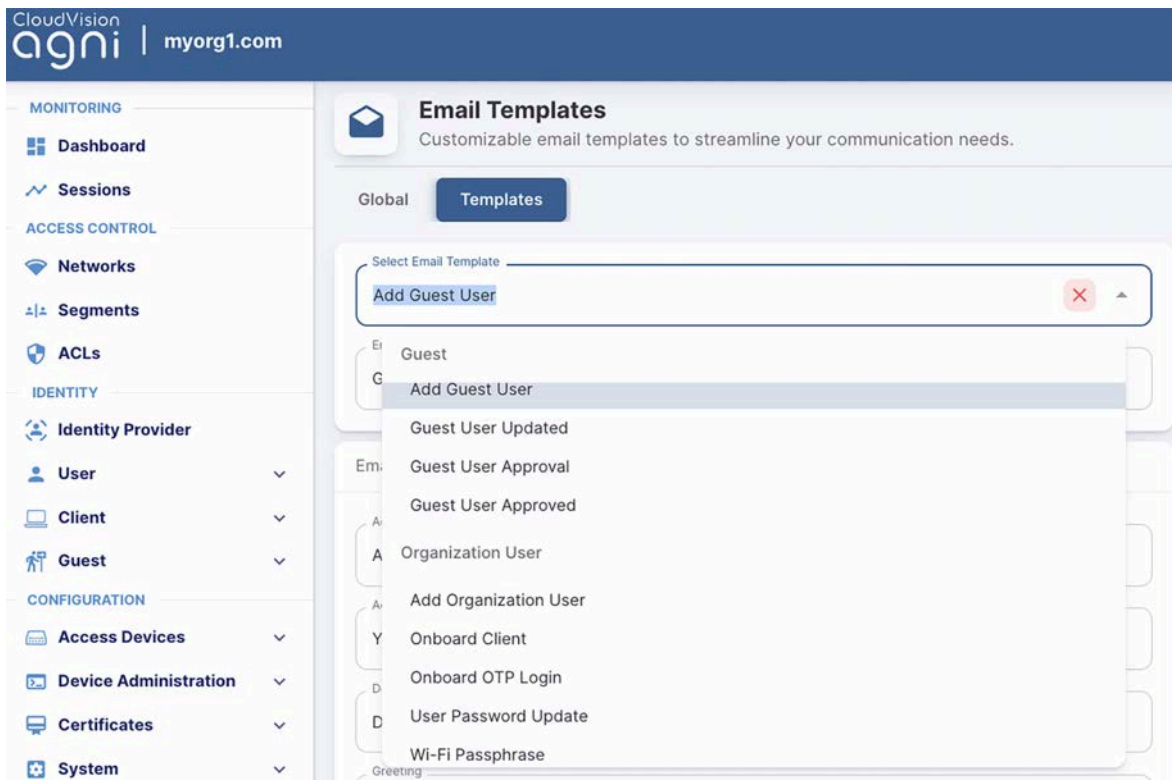 CloudVision
agni | myorg1.com
MONITORING
Dashboard
Sessions
ACCESS CONTROL
Networks
Segments
ACLs
IDENTITY
Identity Provider
User
Client
Guest
CONFIGURATION
Access Devices
Device Administration
Certificates
System
Email Templates
Customizable email templates to streamline your communication needs.
Global
Templates
Select Email Template
Add Guest User
Guest
Add Guest User
Guest User Updated
Guest User Approval
Guest User Approved
Organization User
Add Organization User
Onboard Client
Onboard OTP Login
User Password Update
Wi-Fi Passphrase
Greeting